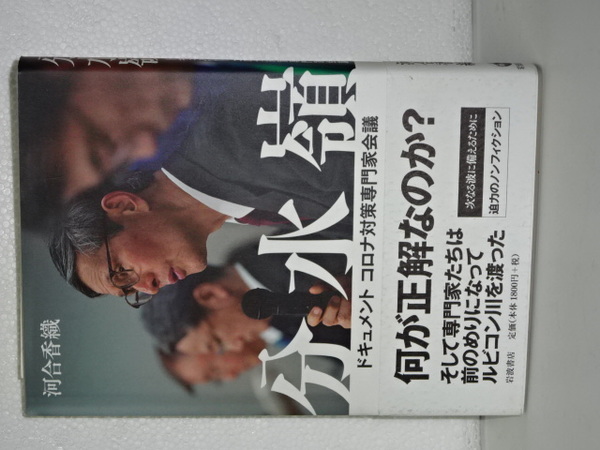 河合香織
分水嶺
ドキュメント コロナ対策専門家会議
何が正解なのか?
そして専門家たちは
前のめりになって
ルビコン川を渡った
次なる波に備えるために
迫力のノンフィクション
岩波書店 定価(本体1800円+税)